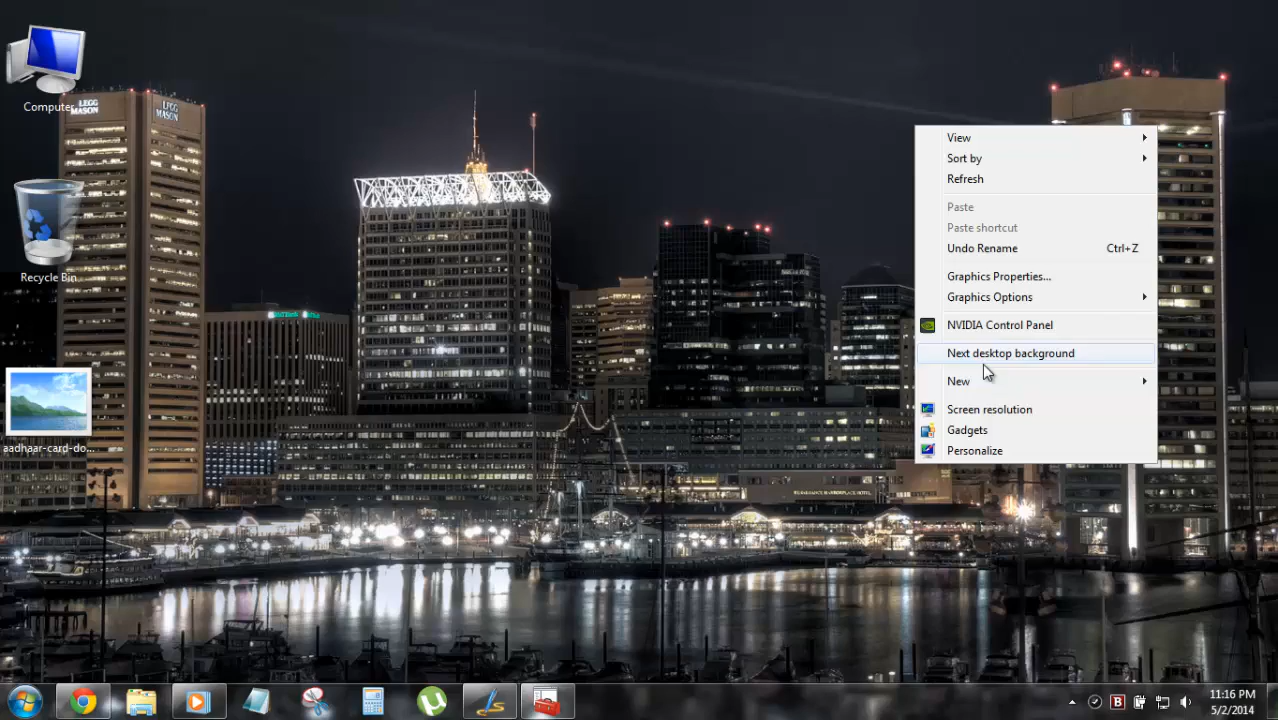 Computer
LEGG
MASON
LEGG
MASON
Recycle Bin
aadhaar-card-do...
View
Sort by
Refresh
Paste
Paste shortcut
Undo Rename Ctrl+Z
Graphics Properties...
Graphics Options
NVIDIA Control Panel
Next desktop background
New
Screen resolution
Gadgets
Personalize
11:16 PM
5/2/2014